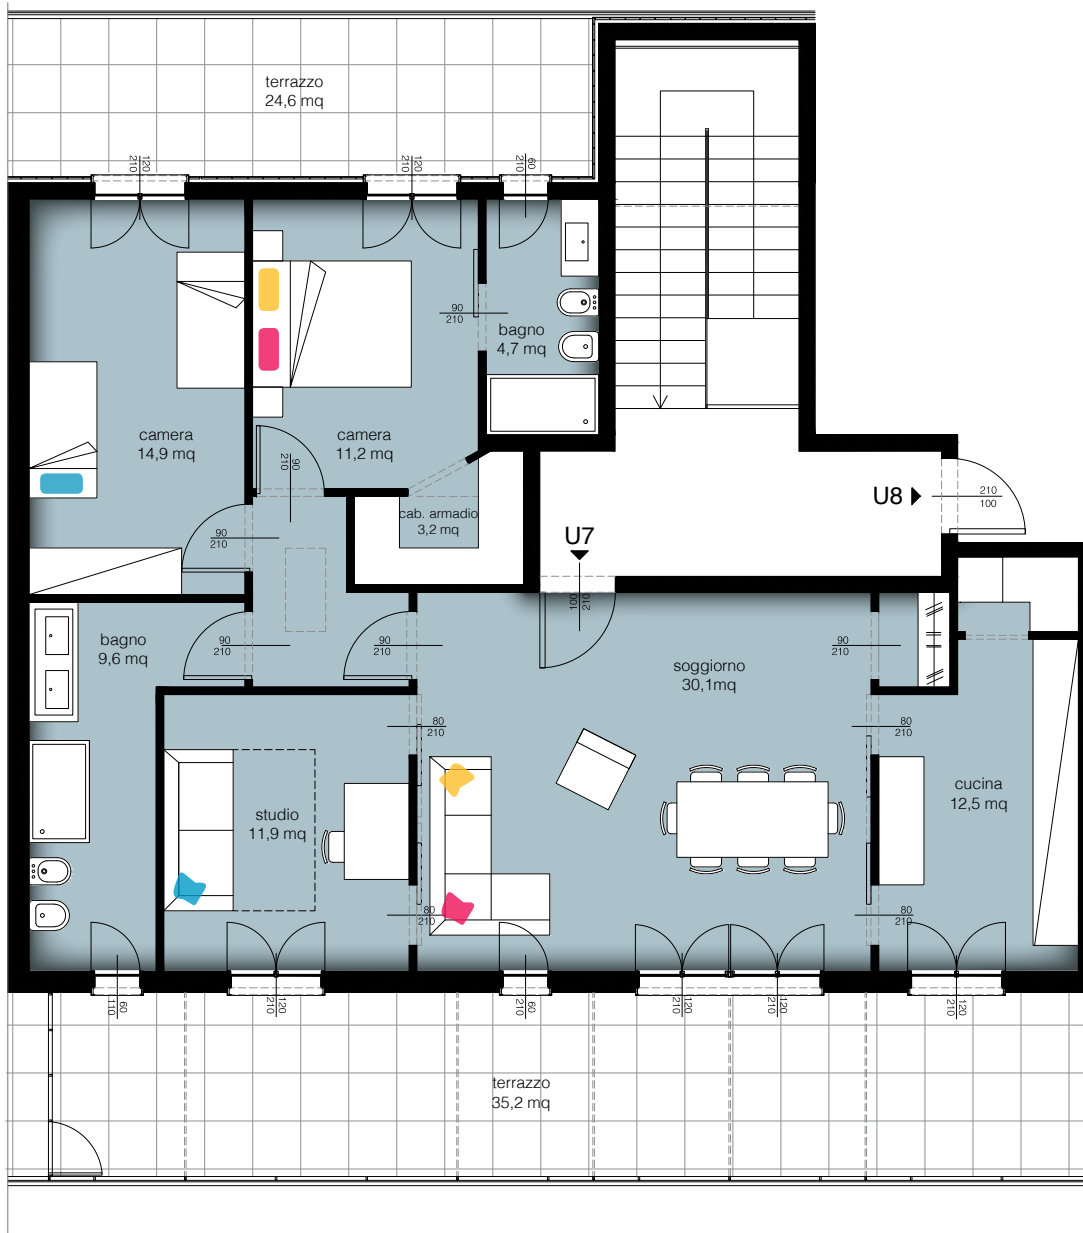 terrazzo
24,6 mq
120
210
120
210
60
210
90
210
bagno
4,7 mq
camera
14,9 mq
camera
11,2 mq
90
210
U8
210
100
cab. armadio
3,2 mq
90
210
U7
100
210
bagno
9,6 mq
90
210
90
210
soggiorno
30,1mq
90
210
80
210
80
210
studio
11,9 mq
cucina
12,5 mq
80
210
80
210
60
110
120
210
60
210
120
210
120
210
120
210
terrazzo
35,2 mq